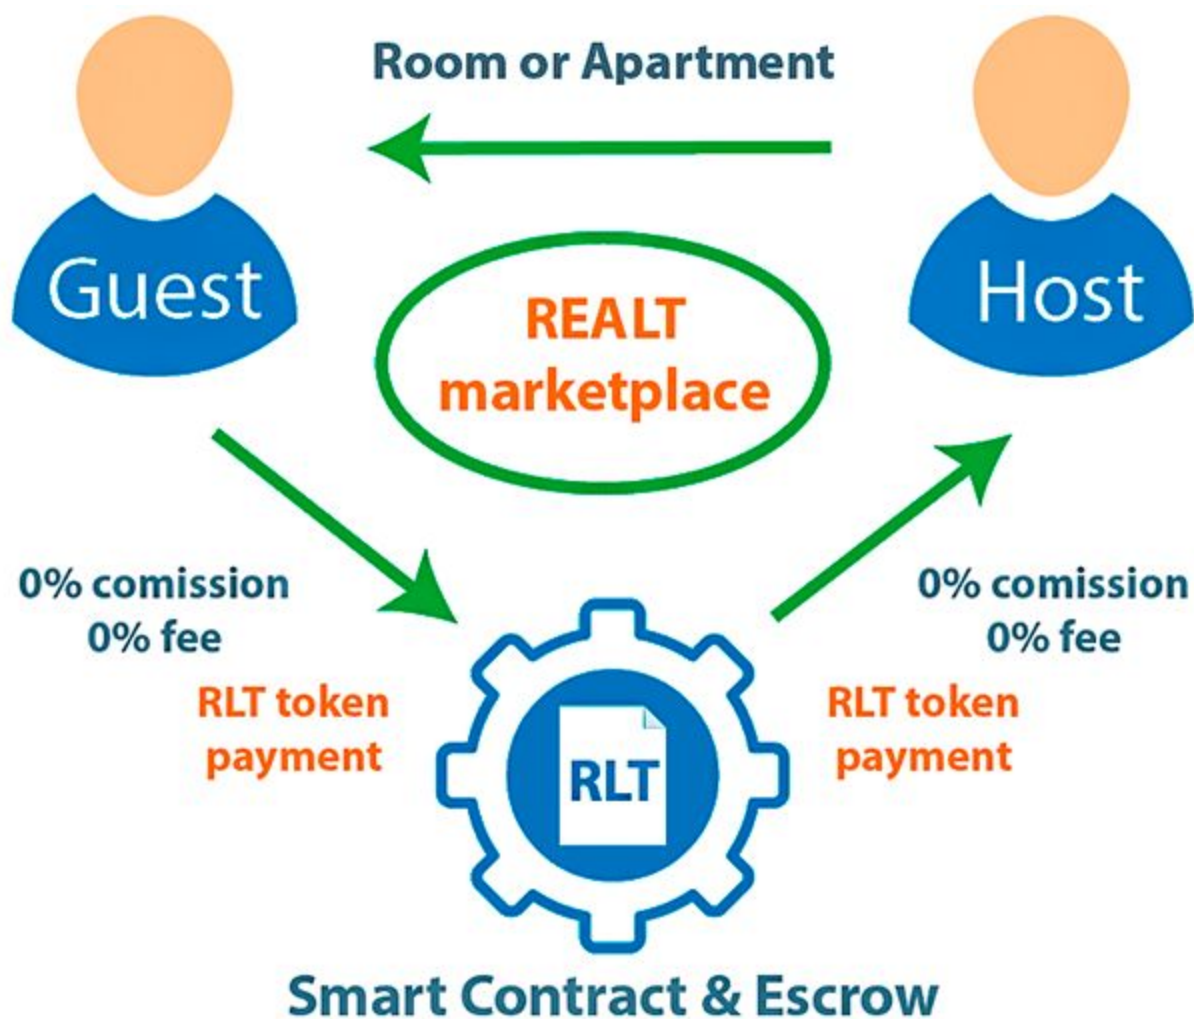 Room or Apartment
Guest
Host
REALT
marketplace
0% comission
0% fee
RLT token
payment
0% comission
0% fee
RLT token
payment
RLT
Smart Contract & Escrow